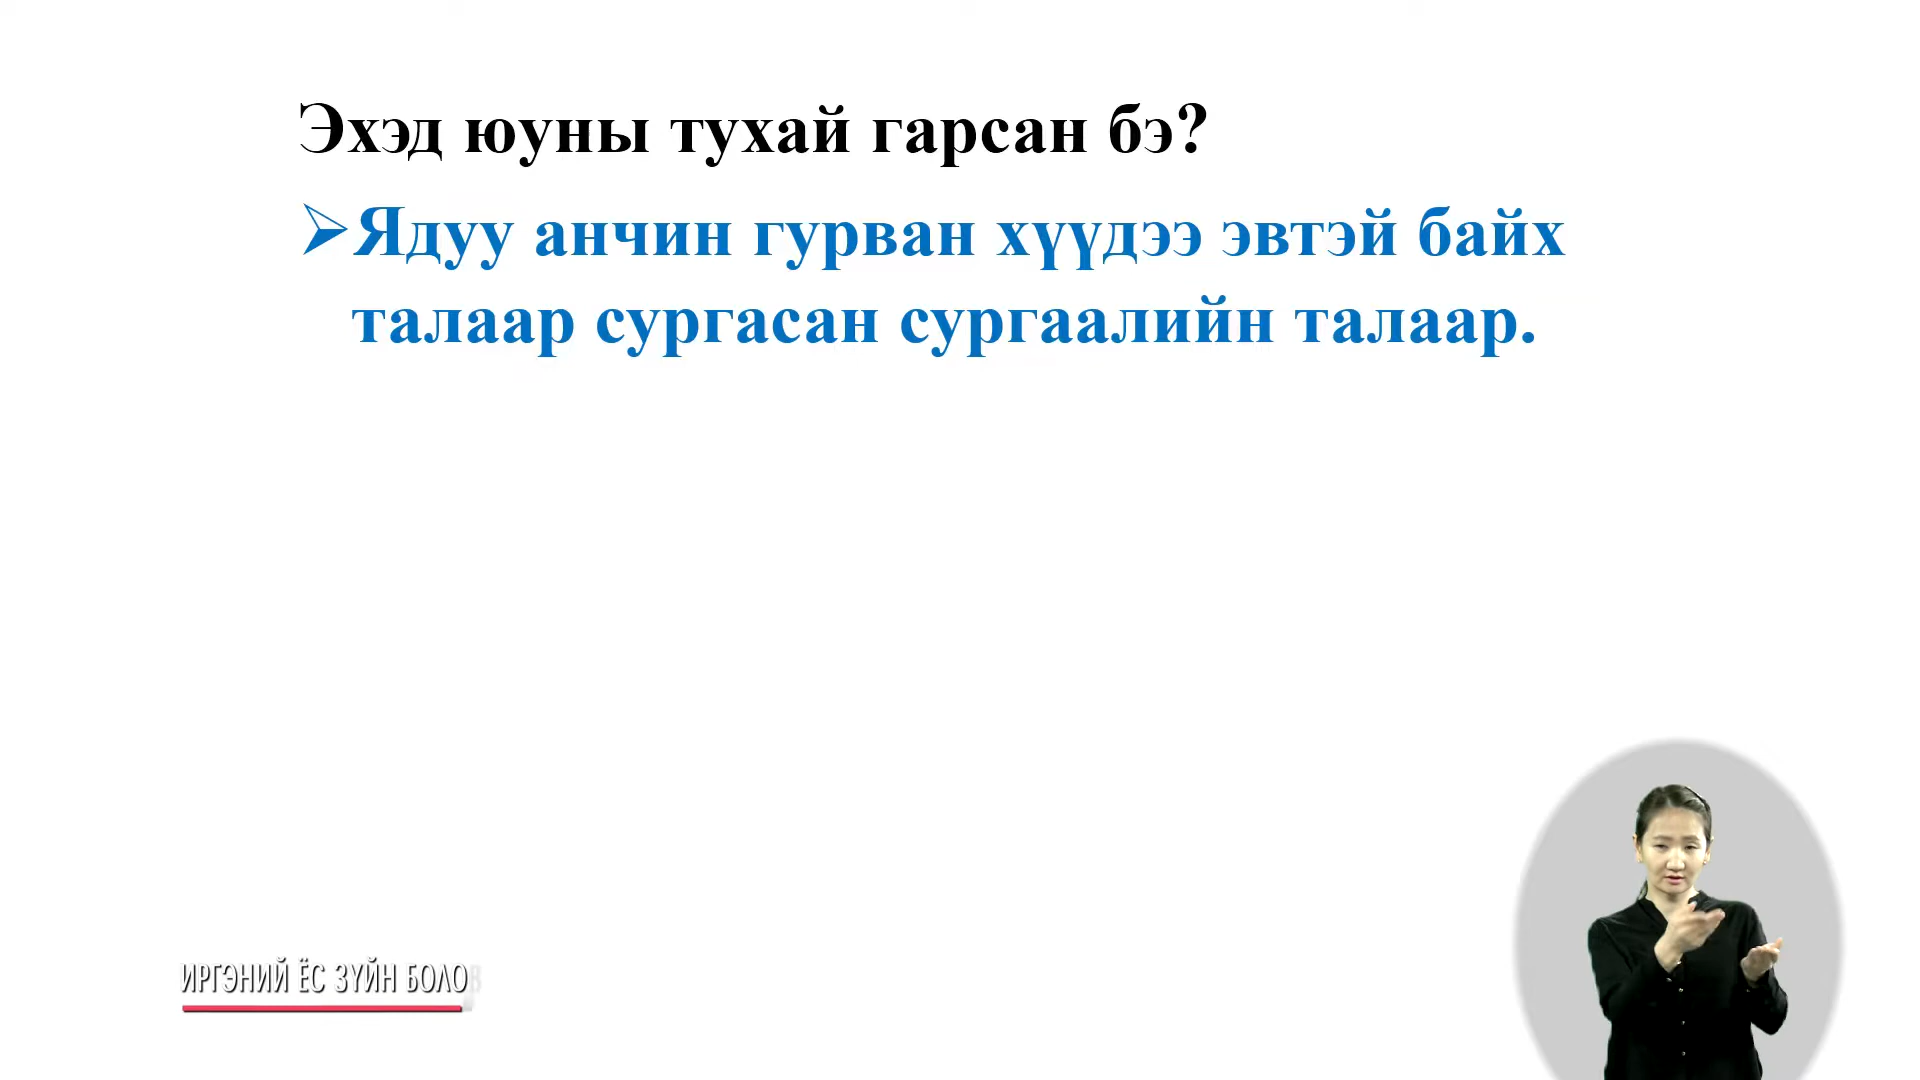 Эхэд юуны тухай гарсан бэ?
Ядуу анчин гурван хүүдээ эвтэй байх
талаар сургасан сургаалийн талаар.
ИРГЭНИЙ ЁС ЗҮЙН БОЛОВ